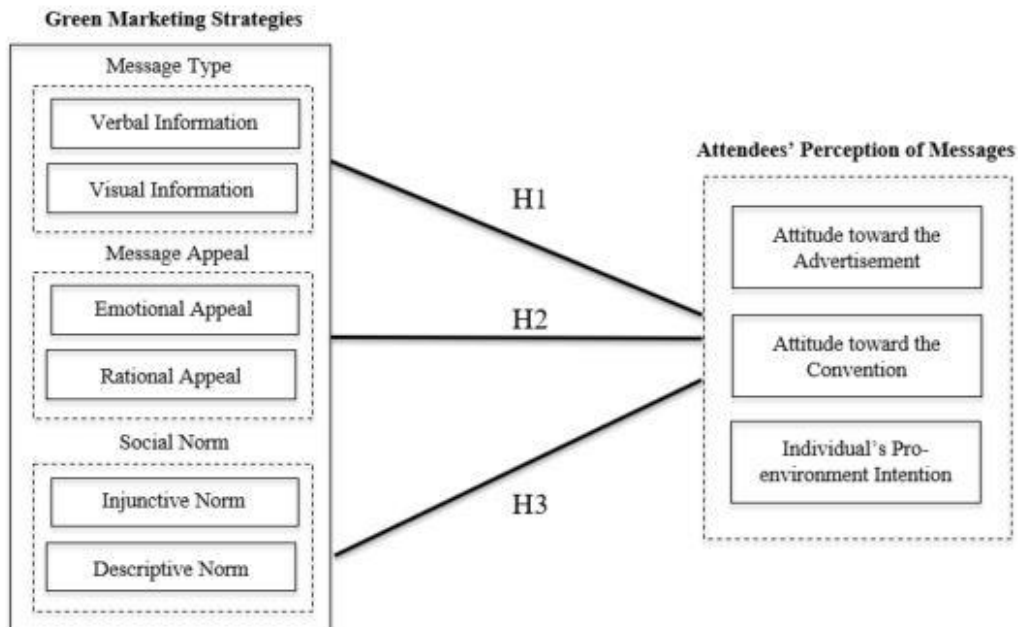 Green Marketing Strategies
Message Type
Verbal Information
Visual Information
Message Appeal
Emotional Appeal
Rational Appeal
Social Norm
Injunctive Norm
Descriptive Norm
H1
H2
H3
Attendees' Perception of Messages
Attitude toward the
Advertisement
Attitude toward the
Convention
Individual's Pro-
environment Intention